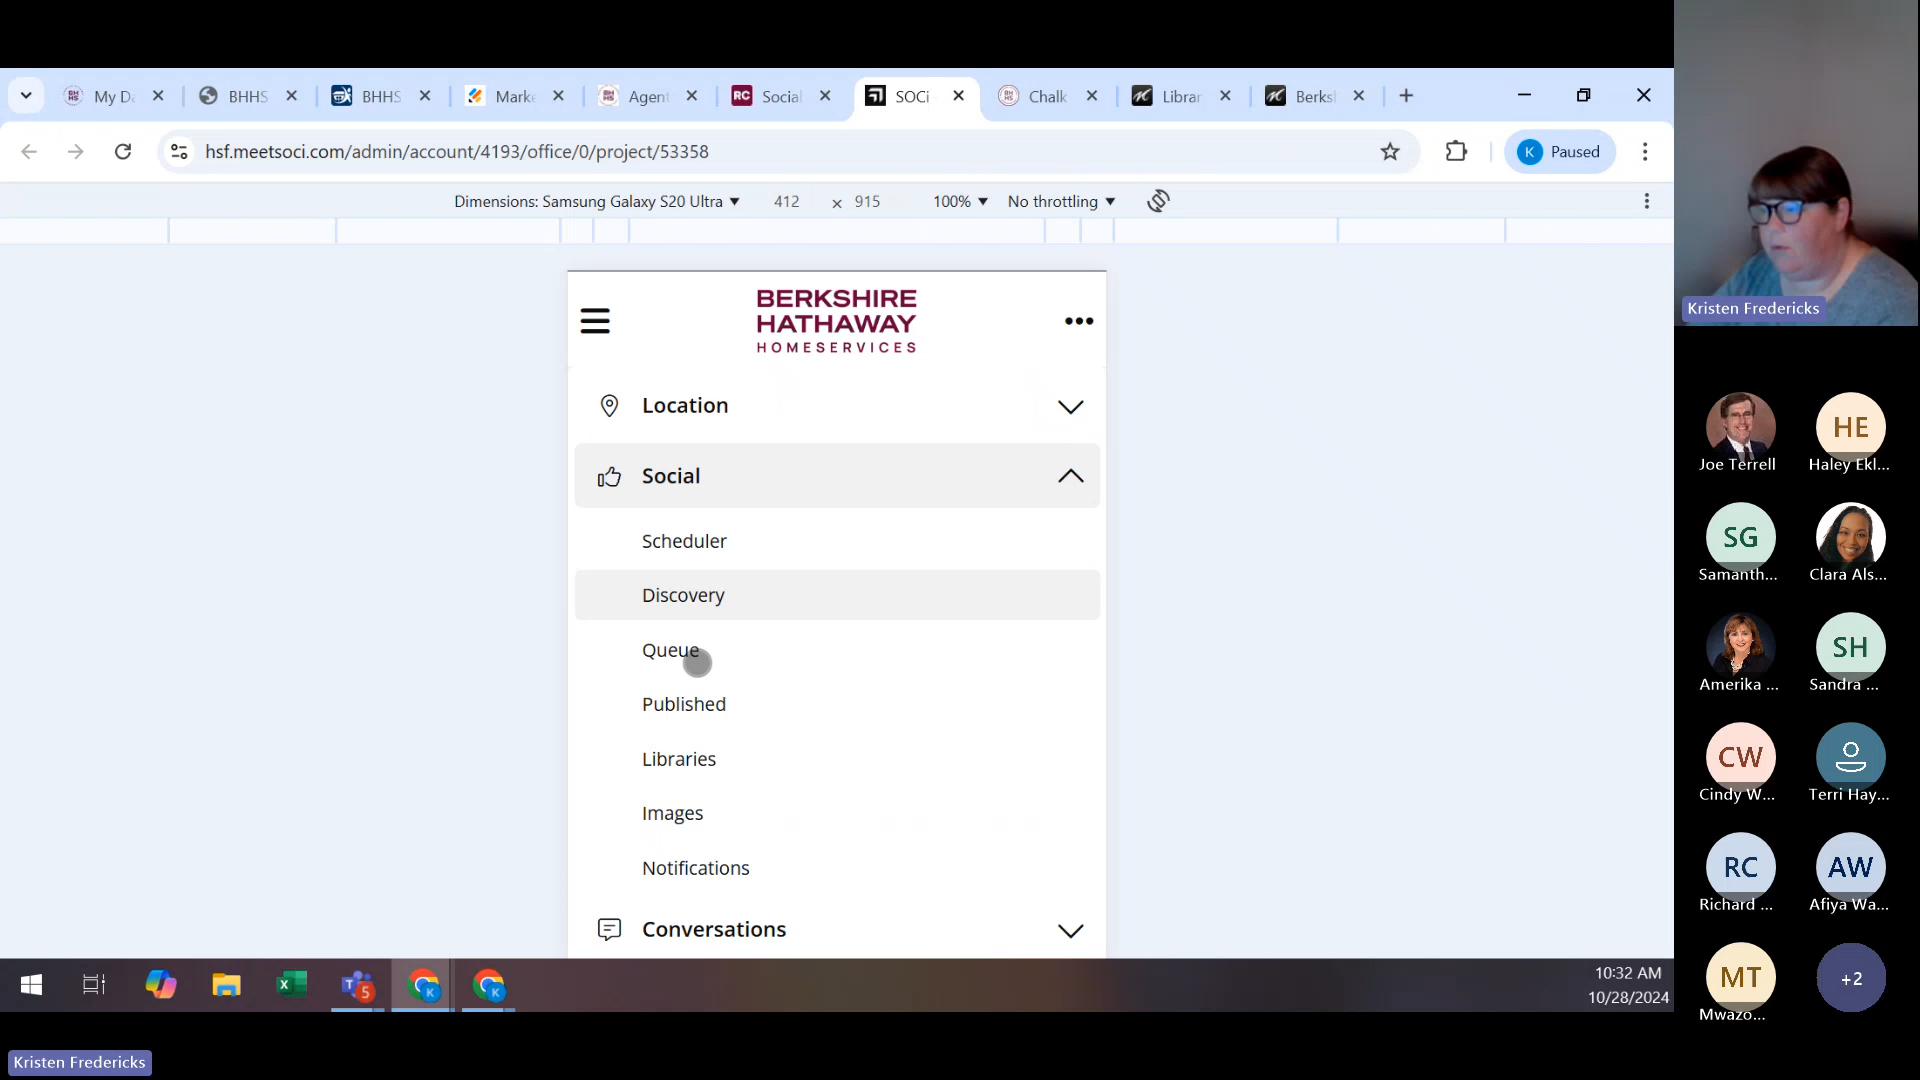 My Da
BHHS
BHHS
Marke
Agent
RC
Social
SOCi
Chalk
Librar
Berksl
hsf.meetsoci.com/admin/account/4193/office/0/project/53358
K Paused
Dimensions: Samsung Galaxy S20 Ultra
412 x 915
100%
No throttling
BERKSHIRE
HATHAWAY
HOMESERVICES
Location
Social
Scheduler
Discovery
Queue
Published
Libraries
Images
Notifications
Conversations
5
K
K
10:32 AM
10/28/2024
Kristen Fredericks
Joe Terrell
HE
Haley Ekl...
SG
Samanth...
Clara Als...
Amerika ...
SH
Sandra ...
CW
Cindy W...
Terri Hay...
RC
Richard ...
AW
Afiya Wa...
MT
Mwazo...
+2
Kristen Fredericks